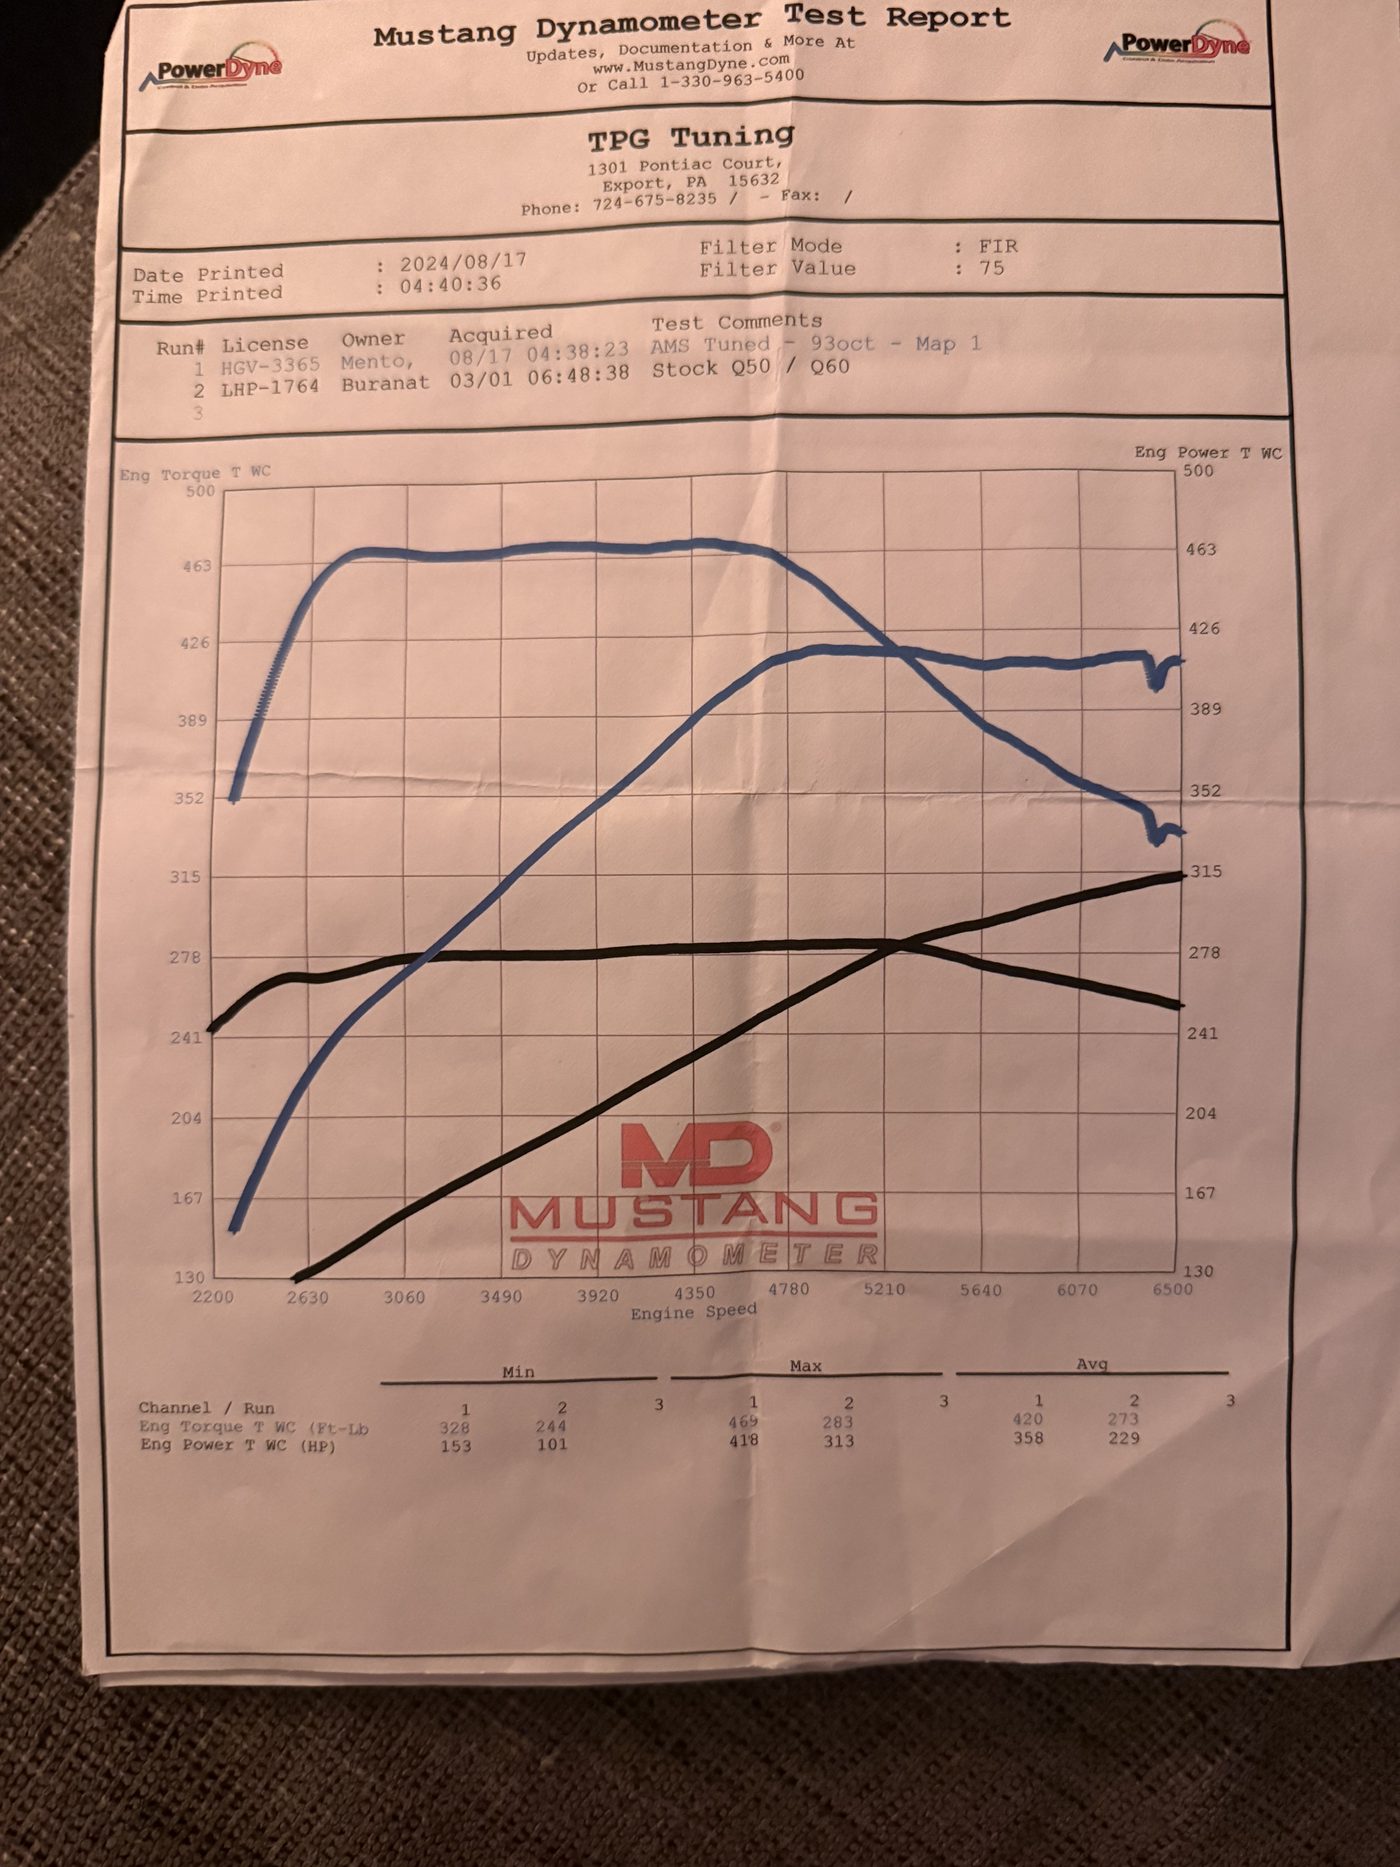 Mustang Dynamometer Test Report
PowerDyne
Updates, Documentation & More At
PowerDyne
www.MustangDyne.com
Or Call 1-330-963-5400
TPG Tuning
1301 Pontiac Court,
Export, PA 15632
Phone: 724-675-8235 / - Fax: /
Date Printed : 2024/08/17 Filter Mode : FIR
Time Printed : 04:40:36 Filter Value : 75
Run# License Owner Acquired Test Comments
1 HGV-3365 Mento, 08/17 04:38:23 AMS Tuned - 93oct - Map 1
2 LHP-1764 Buranat 03/01 06:48:38 Stock Q50 / Q60
3
Eng Torque T WC Eng Power T WC
500 500
463 463
426 426
389 389
352 352
315 315
278 278
241 241
204 204
MD
167 167
MUSTANG
DYNAMOMETER
130 130
2200 2630 3060 3490 3920 4350 4780 5210 5640 6070 6500
Engine Speed
Min Max Avg
Channel / Run 1 2 3 1 2 3 1 2 3
Eng Torque T WC (Ft-Lb 328 244 469 283 420 273
Eng Power T WC (HP) 153 101 418 313 358 229